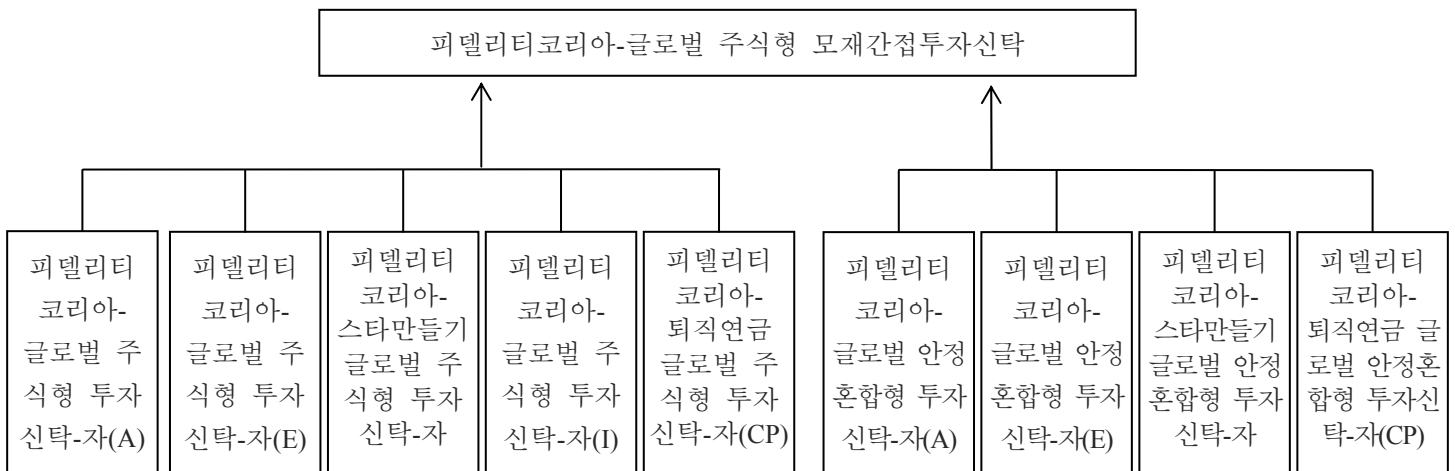 피델리티코리아-글로벌 주식형 모재간접투자신탁
피델리티
코리아-
글로벌 주
식형 투자
신탁-자(A)
피델리티
코리아-
글로벌 주
식형 투자
신탁-자(E)
피델리티
코리아-
스타만들기
글로벌 주
식형 투자
신탁-자
피델리티
코리아-
글로벌 주
식형 투자
신탁-자(I)
피델리티
코리아-
퇴직연금
글로벌 주
식형 투자
신탁-자(CP)
피델리티
코리아-
글로벌 안정
혼합형 투자
신탁-자(A)
피델리티
코리아-
글로벌 안정
혼합형 투자
신탁-자(E)
피델리티
코리아-
스타만들기
글로벌 안정
혼합형 투자
신탁-자
피델리티
코리아-
퇴직연금 글
로벌 안정혼
합형 투자신
탁-자(CP)